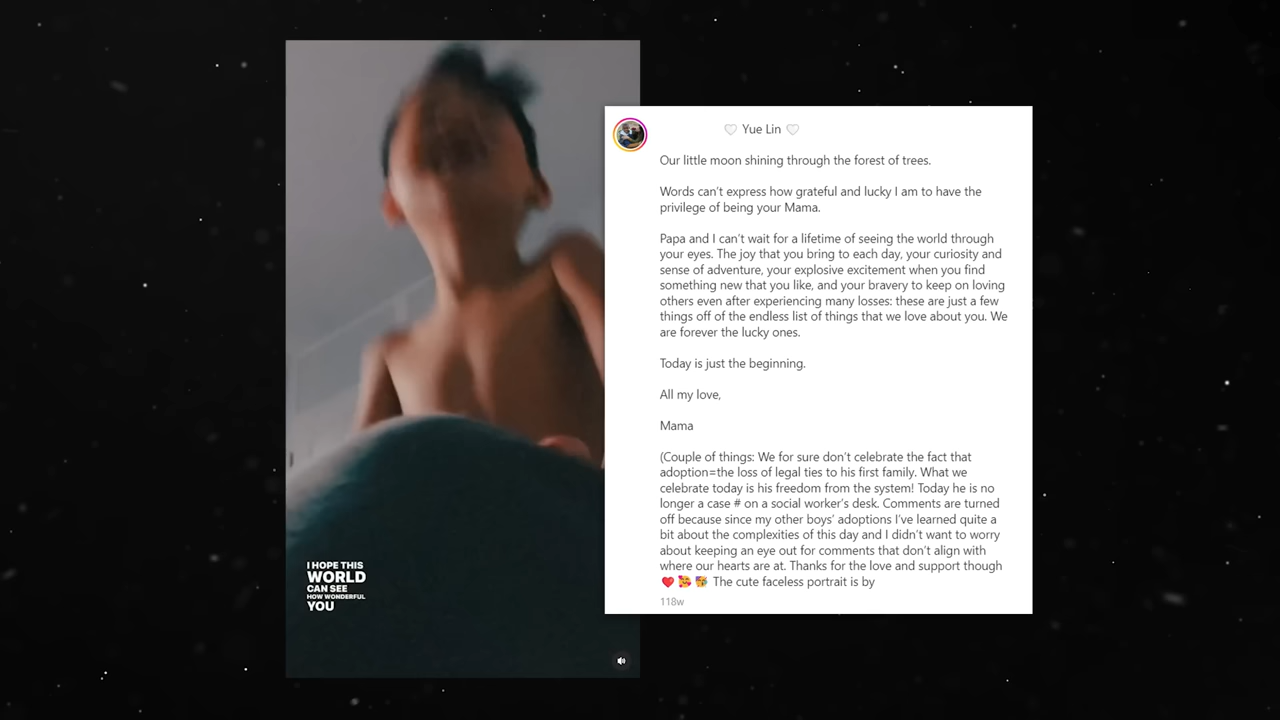 I HOPE THIS
WORLD
CAN SEE
HOW WONDERFUL
YOU
🤍 Yue Lin 🤍
Our little moon shining through the forest of trees.
Words can't express how grateful and lucky I am to have the
privilege of being your Mama.
Papa and I can't wait for a lifetime of seeing the world through
your eyes. The joy that you bring to each day, your curiosity and
sense of adventure, your explosive excitement when you find
something new that you like, and your bravery to keep on loving
others even after experiencing many losses: these are just a few
things off of the endless list of things that we love about you. We
are forever the lucky ones.
Today is just the beginning.
All my love,
Mama
(Couple of things: We for sure don't celebrate the fact that
adoption=the loss of legal ties to his first family. What we
celebrate today is his freedom from the system! Today he is no
longer a case # on a social worker's desk. Comments are turned
off because since my other boys' adoptions I've learned quite a
bit about the complexities of this day and I didn't want to worry
about keeping an eye out for comments that don't align with
where our hearts are at. Thanks for the love and support though
❤️ 🥰 🥳 The cute faceless portrait is by
118w